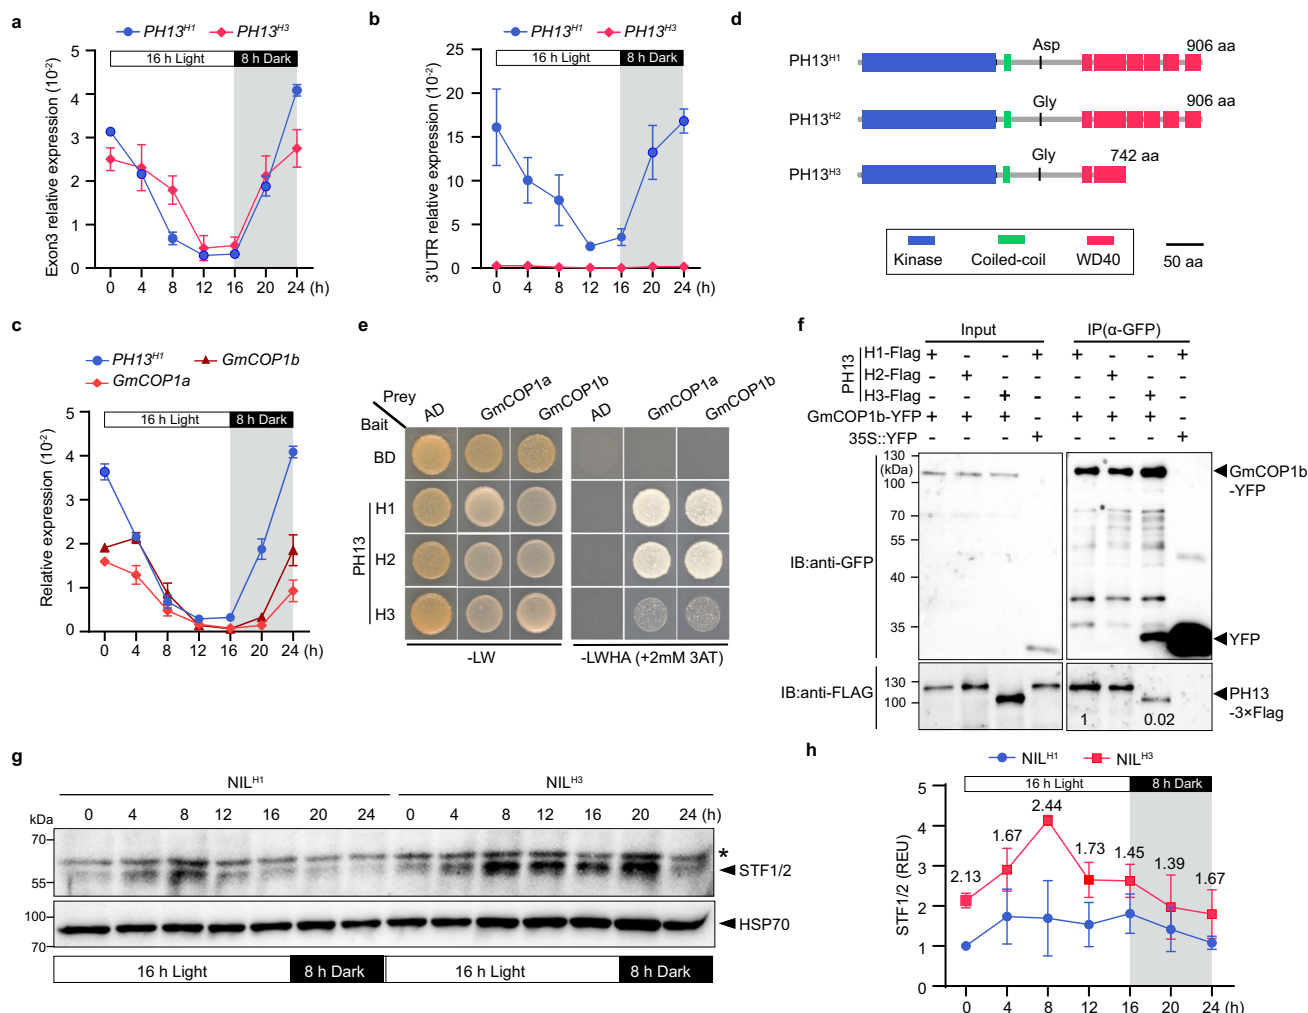 a
PH13H1 PH13H3
16 h Light 8 h Dark
Exon3 relative expression (10-2)
5
4
3
2
1
0
0 4 8 12 16 20 24 (h)
b
PH13H1 PH13H3
16 h Light 8 h Dark
3'UTR relative expression (10-2)
25
20
15
10
5
0
0 4 8 12 16 20 24 (h)
c
PH13H1 GmCOP1b
GmCOP1a
16 h Light 8 h Dark
Relative expression (10-2)
5
4
3
2
1
0
0 4 8 12 16 20 24 (h)
d
Asp 906 aa
PH13H1
Gly 906 aa
PH13H2
Gly 742 aa
PH13H3
Kinase Coiled-coil WD40
50 aa
e
Prey
Bait
AD GmCOP1a GmCOP1b AD GmCOP1a GmCOP1b
BD
PH13
H1
H2
H3
-LW -LWHA (+2mM 3AT)
f
Input IP(α-GFP)
PH13
H1-Flag + - - + + - - +
H2-Flag - + - - - + - -
H3-Flag - - + - - - + -
GmCOP1b-YFP + + + - + + + -
35S::YFP - - - + - - - +
130
(kDa)
100
70
55
40
35
IB:anti-GFP
GmCOP1b
-YFP
YFP
IB:anti-FLAG
130
100
1 0.02
PH13
-3×Flag
g
NILH1 NILH3
kDa
0 4 8 12 16 20 24 0 4 8 12 16 20 24 (h)
70
55
*
STF1/2
100
70
HSP70
16 h Light 8 h Dark 16 h Light 8 h Dark
h
NILH1 NILH3
16 h Light 8 h Dark
STF1/2 (REU)
5
4
3
2
1
0
2.13 1.67 2.44 1.73 1.45 1.39 1.67
0 4 8 12 16 20 24 (h)